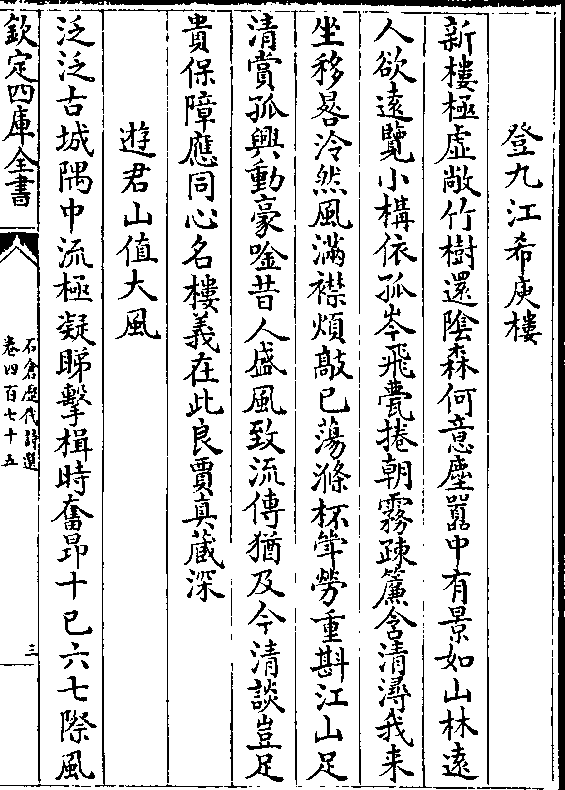 登九江希庾樓
新樓極虛敞竹樹還陰森何意塵囂中有景如山林遠
人欲遠覽小構依孤岑飛甍捲朝霧疎簾含清潯我来
坐移晷泠然風滿襟煩歊已蕩滌杯斝勞重斟江山足
清賞孤興動豪唫昔人盛風致流傳猶及今清談豈足
貴保障應同心名樓義在此良賈真蔵深
遊君山值大風
泛泛古城隅中流極凝睇擊楫時奮昂十已六七際風
欽定四庫全書
石倉歷代詩選
卷四百七十五
三